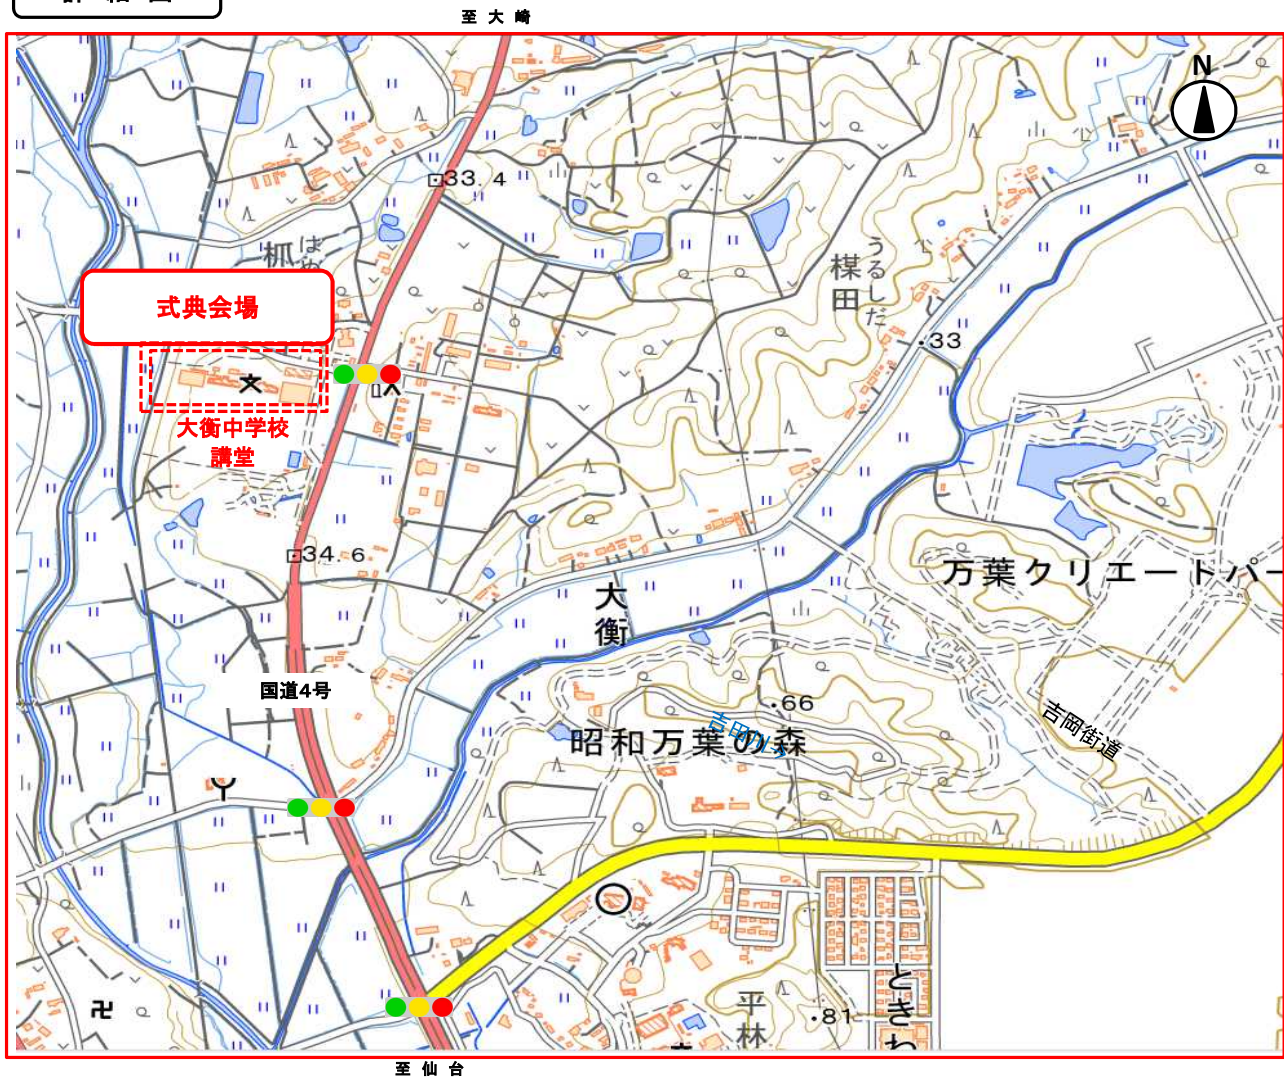 至 大 崎
N
33.4
式典会場
楳田
うるしだ
.33
大衡中学校
講堂
34.6
万葉クリエートパー
大衡
国道4号
.66
吉岡街道
昭和万葉の森
平林
.81
ときわ
至 仙 台